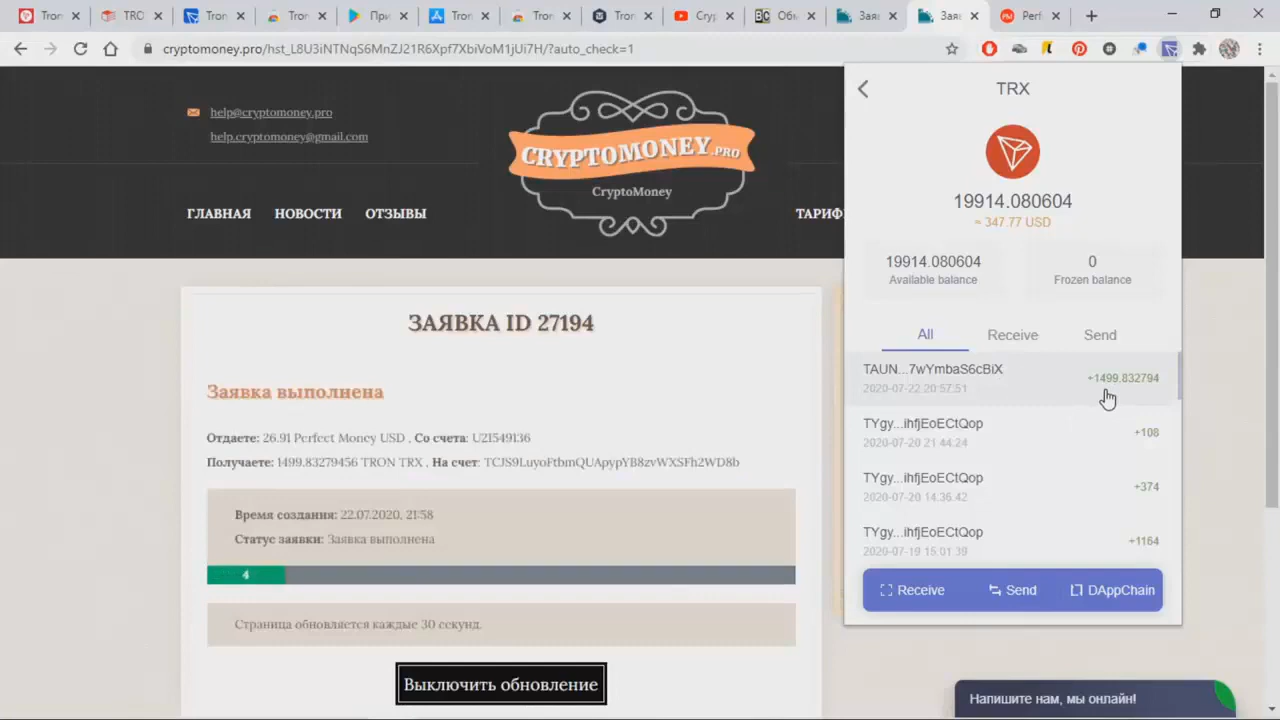 Tron
TRO
Tron
Tron
При
Tron
Tron
Tron
Сryp
Обм
Заяв
Заяв
Perfe
cryptomoney.pro/hst_L8U3iNTNqS6MnZJ21R6Xpf7XbiVoM1jUi7H/?auto_check=1
help@cryptomoney.pro
help.cryptomoney@gmail.com
CRYPTOMONEY.PRO
CryptoMoney
ГЛАВНАЯ НОВОСТИ ОТЗЫВЫ
ТАРИФ
ЗАЯВКА ID 27194
Заявка выполнена
Отдаете: 26.91 Perfect Money USD , Со счета: U21549136
Получаете: 1499.83279456 TRON TRX , На счет: TCJS9LuyoFtbmQUApypYB8zvWXSFh2WD8b
Время создания: 22.07.2020, 21:58
Статус заявки: Заявка выполнена
4
Страница обновляется каждые 30 секунд.
Выключить обновление
TRX
19914.080604
≈ 347.77 USD
19914.080604
Available balance
0
Frozen balance
All Receive Send
TAUN...7wYmbaS6cBiX
2020-07-22 20:57:51
+1499.832794
TYgy...ihfjEoECtQop
2020-07-20 21:44:24
+108
TYgy...ihfjEoECtQop
2020-07-20 14:36:42
+374
TYgy...ihfjEoECtQop
2020-07-19 15:01:39
+1164
Receive Send DAppChain
Напишите нам, мы онлайн!